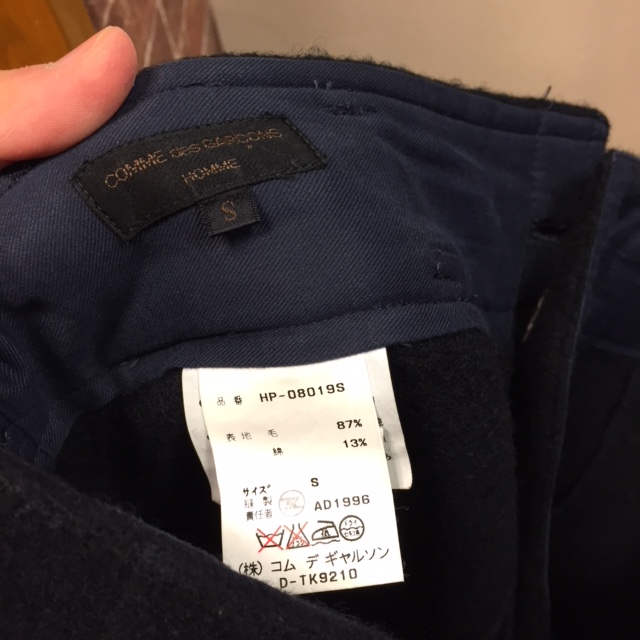 COMME des GARÇONS
HOMME
S
品番 HP-08019S
表地 毛 87%
綿 13%
サイズ S
縫製
責任者 AD1996
(株) コム デ ギャルソン
D-TK9210